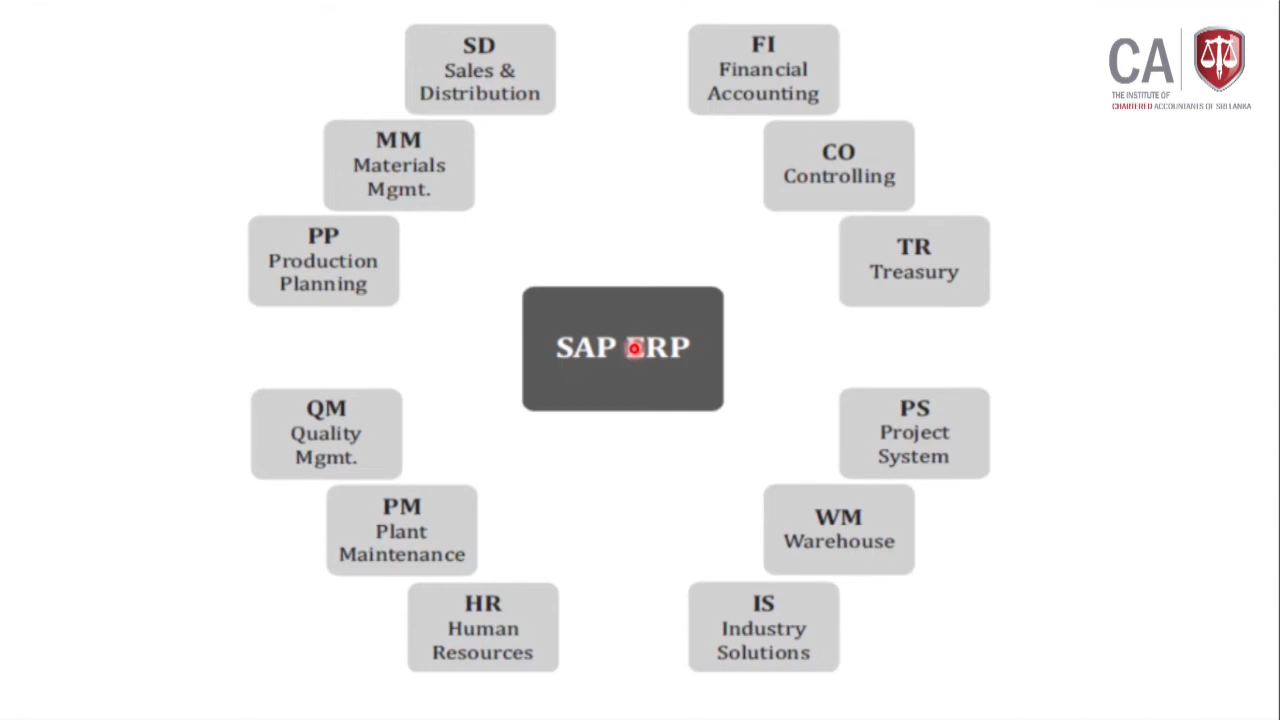 SD
Sales &
Distribution
FI
Financial
Accounting
CA
THE INSTITUTE OF
CHARTERED ACCOUNTANTS OF SRI LANKA
MM
Materials
Mgmt.
CO
Controlling
PP
Production
Planning
TR
Treasury
SAP ERP
QM
Quality
Mgmt.
PS
Project
System
PM
Plant
Maintenance
WM
Warehouse
HR
Human
Resources
IS
Industry
Solutions